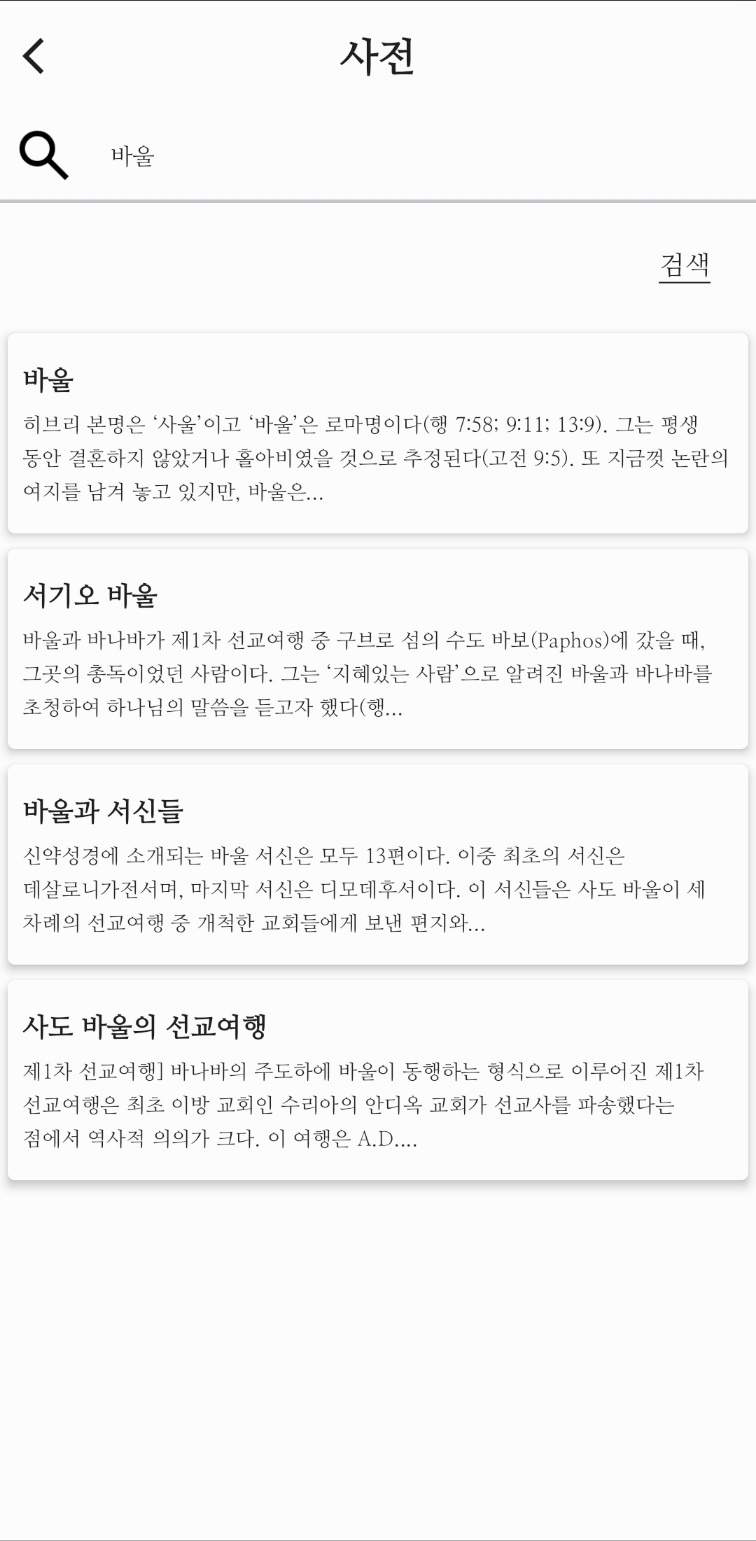 사전
바울
검색
바울
히브리 본명은 ‘사울’이고 ‘바울’은 로마명이다(행 7:58; 9:11; 13:9). 그는 평생
동안 결혼하지 않았거나 홀아비였을 것으로 추정된다(고전 9:5). 또 지금껏 논란의
여지를 남겨 놓고 있지만, 바울은...
서기오 바울
바울과 바나바가 제1차 선교여행 중 구브로 섬의 수도 바보(Paphos)에 갔을 때,
그곳의 총독이었던 사람이다. 그는 ‘지혜있는 사람’으로 알려진 바울과 바나바를
초청하여 하나님의 말씀을 듣고자 했다(행...
바울과 서신들
신약성경에 소개되는 바울 서신은 모두 13편이다. 이중 최초의 서신은
데살로니가전서며, 마지막 서신은 디모데후서이다. 이 서신들은 사도 바울이 세
차례의 선교여행 중 개척한 교회들에게 보낸 편지와...
사도 바울의 선교여행
제1차 선교여행] 바나바의 주도하에 바울이 동행하는 형식으로 이루어진 제1차
선교여행은 최초 이방 교회인 수리아의 안디옥 교회가 선교사를 파송했다는
점에서 역사적 의의가 크다. 이 여행은 A.D....